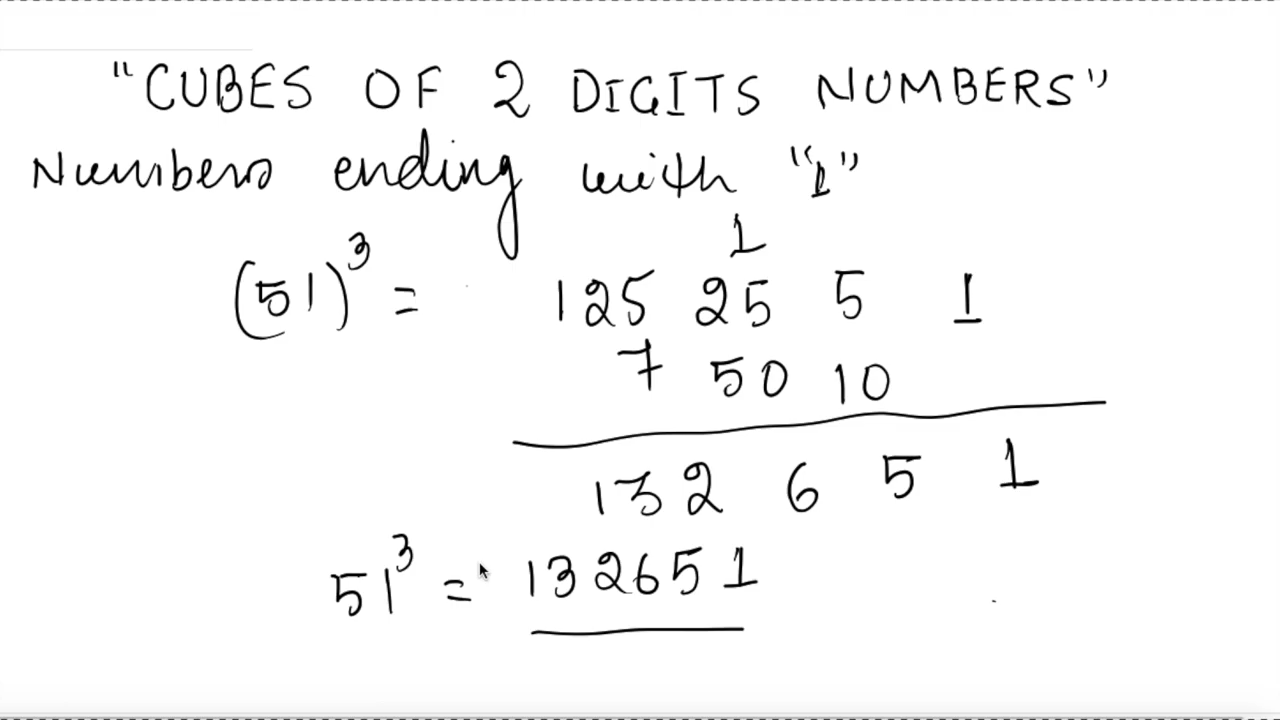 "CUBES OF 2 DIGITS NUMBERS"
Numbers ending with "1"
1
(51)³ = 125 25 5 1
7 50 10
132 6 5 1
51³ = 132651